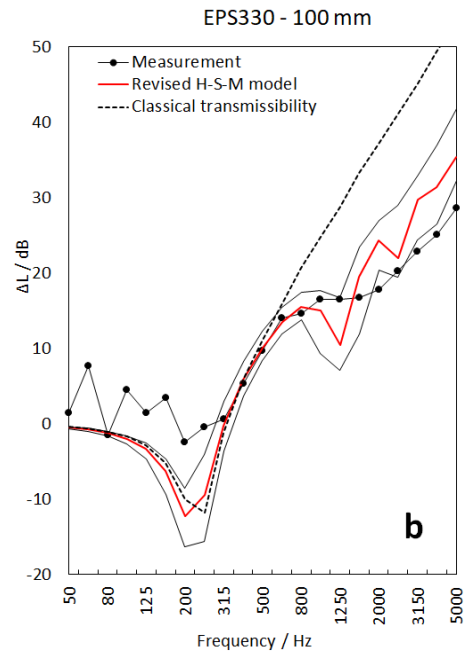 EPS330 - 100 mm
50
Measurement
Revised H-S-M model
Classical transmissibility
40
30
20
10
0
-10
-20
ΔL / dB
b
50
80
125
200
315
500
800
1250
2000
3150
5000
Frequency / Hz